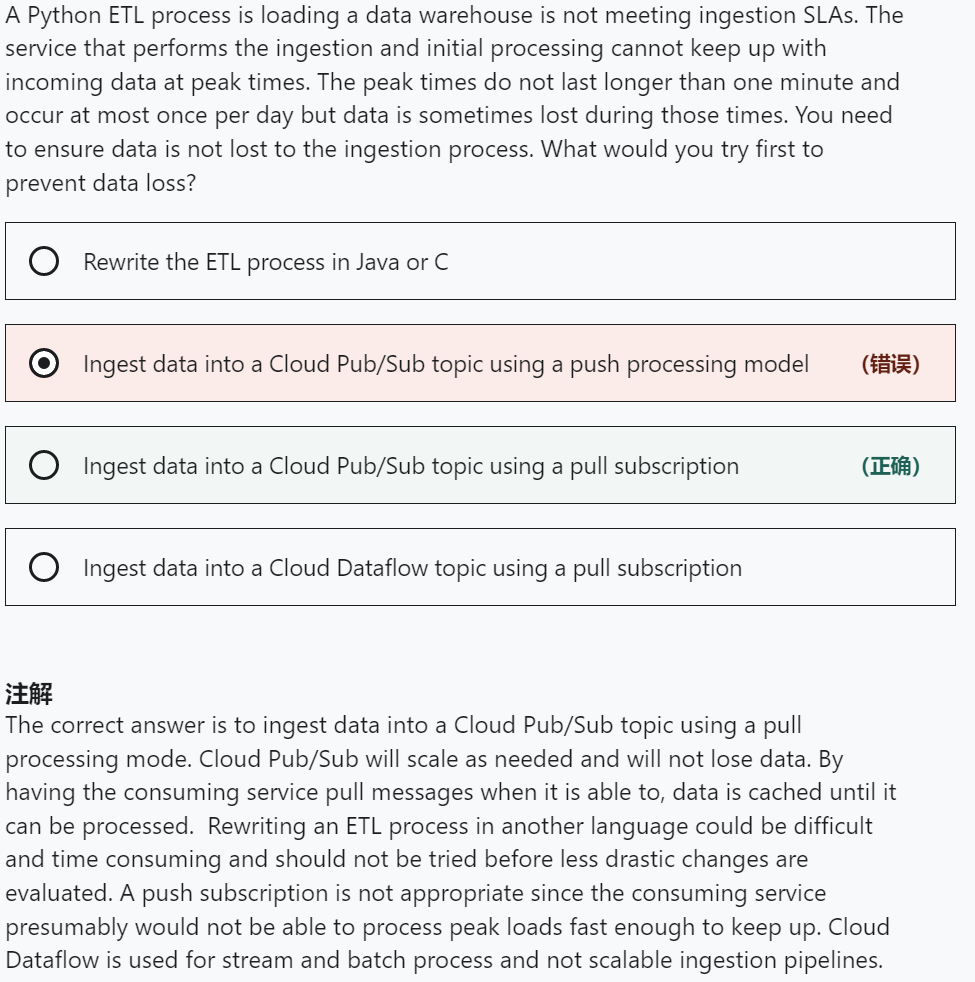 A Python ETL process is loading a data warehouse is not meeting ingestion SLAs. The
service that performs the ingestion and initial processing cannot keep up with
incoming data at peak times. The peak times do not last longer than one minute and
occur at most once per day but data is sometimes lost during those times. You need
to ensure data is not lost to the ingestion process. What would you try first to
prevent data loss?
Rewrite the ETL process in Java or C
Ingest data into a Cloud Pub/Sub topic using a push processing model (错误)
Ingest data into a Cloud Pub/Sub topic using a pull subscription (正确)
Ingest data into a Cloud Dataflow topic using a pull subscription
注解
The correct answer is to ingest data into a Cloud Pub/Sub topic using a pull
processing mode. Cloud Pub/Sub will scale as needed and will not lose data. By
having the consuming service pull messages when it is able to, data is cached until it
can be processed.  Rewriting an ETL process in another language could be difficult
and time consuming and should not be tried before less drastic changes are
evaluated. A push subscription is not appropriate since the consuming service
presumably would not be able to process peak loads fast enough to keep up. Cloud
Dataflow is used for stream and batch process and not scalable ingestion pipelines.